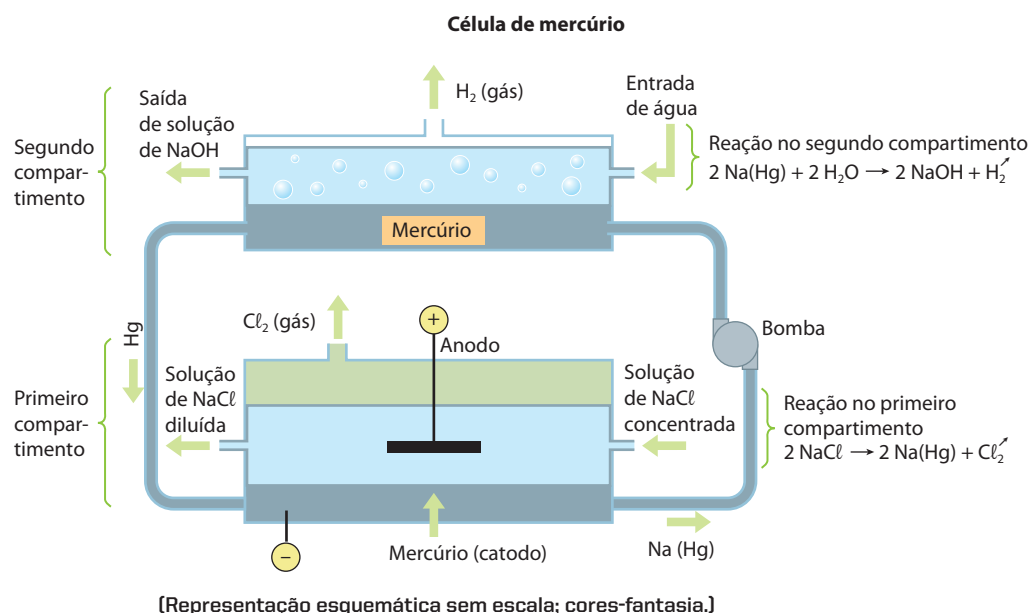 Célula de mercúrio
H₂ (gás)
Saída
de solução
de NaOH
Entrada
de água
Segundo
compar-
timento
Reação no segundo compartimento
2 Na(Hg) + 2 H₂O → 2 NaOH + H₂↗
Mercúrio
Hg
Cℓ₂ (gás)
+
Anodo
Bomba
Primeiro
compar-
timento
Solução
de NaCℓ
diluída
Solução
de NaCℓ
concentrada
Reação no primeiro
compartimento
2 NaCℓ → 2 Na(Hg) + Cℓ₂↗
−
Mercúrio (catodo)
Na (Hg)
(Representação esquemática sem escala; cores-fantasia.)